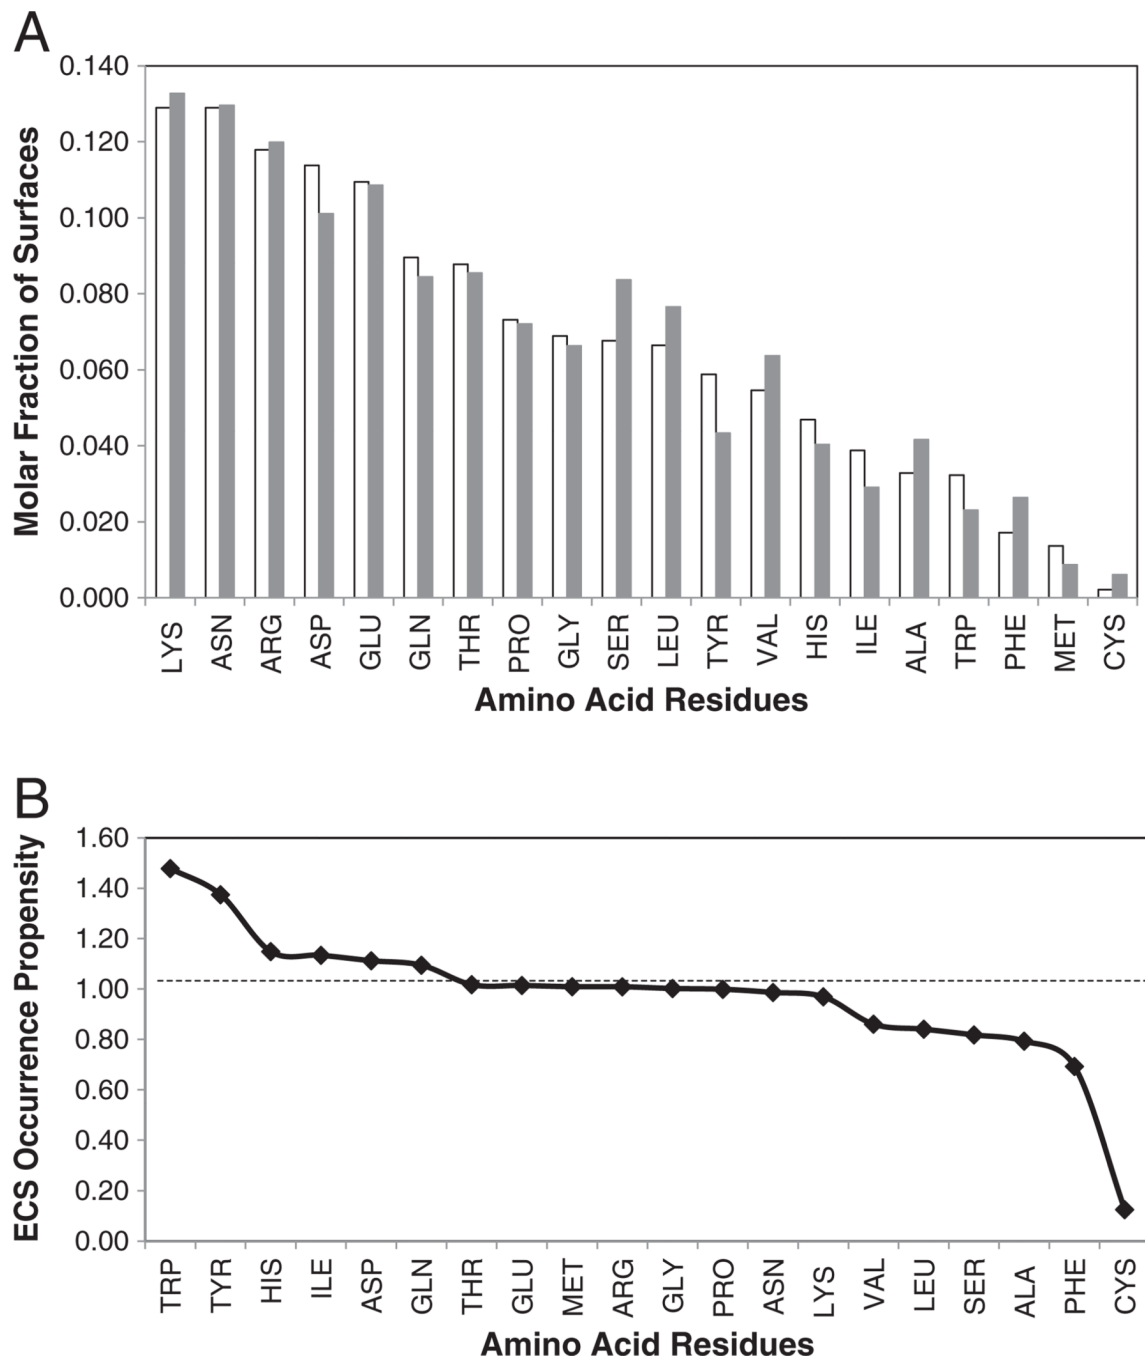 A
Molar Fraction of Surfaces
0.140
0.120
0.100
0.080
0.060
0.040
0.020
0.000
LYS ASN ARG ASP GLU GLN THR PRO GLY SER LEU TYR VAL HIS ILE ALA TRP PHE MET CYS
Amino Acid Residues
B
ECS Occurrence Propensity
1.60
1.40
1.20
1.00
0.80
0.60
0.40
0.20
0.00
TRP TYR HIS ILE ASP GLN THR GLU MET ARG GLY PRO ASN LYS VAL LEU SER ALA PHE CYS
Amino Acid Residues